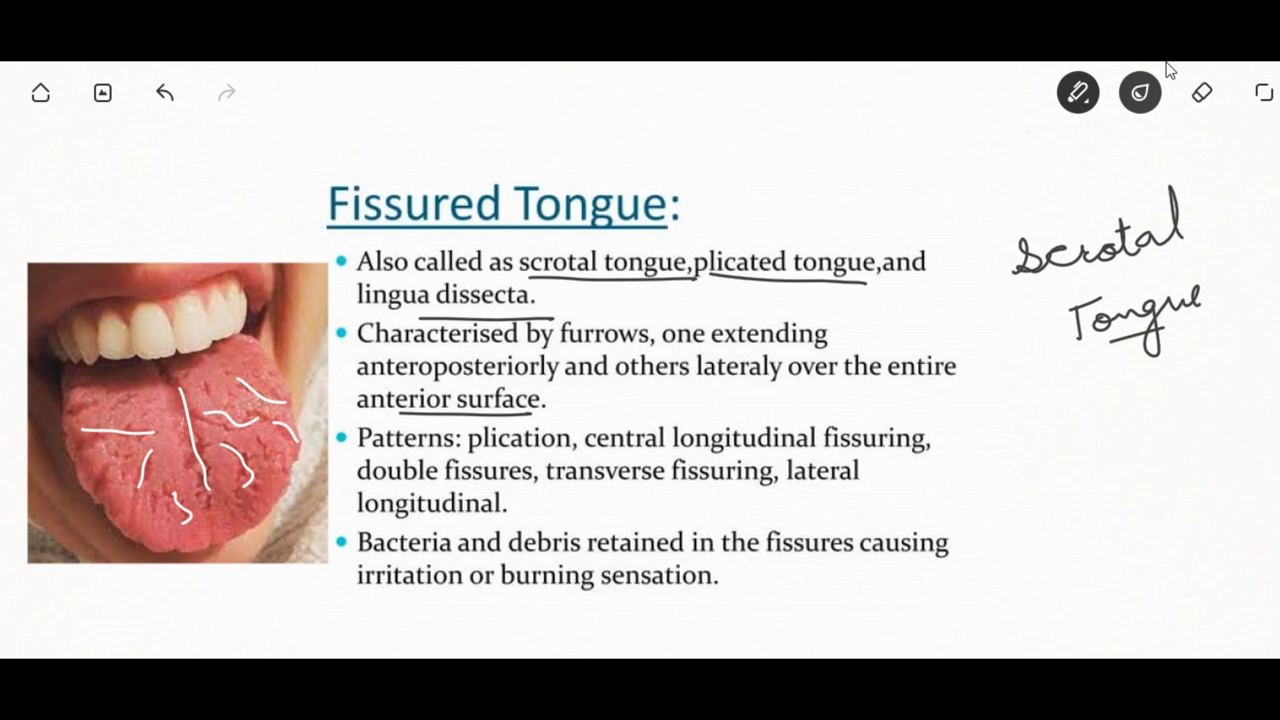 Fissured Tongue:
Also called as scrotal tongue,plicated tongue,and
lingua dissecta.
Characterised by furrows, one extending
anteroposteriorly and others lateraly over the entire
anterior surface.
Patterns: plication, central longitudinal fissuring,
double fissures, transverse fissuring, lateral
longitudinal.
Bacteria and debris retained in the fissures causing
irritation or burning sensation.
Scrotal
Tongue